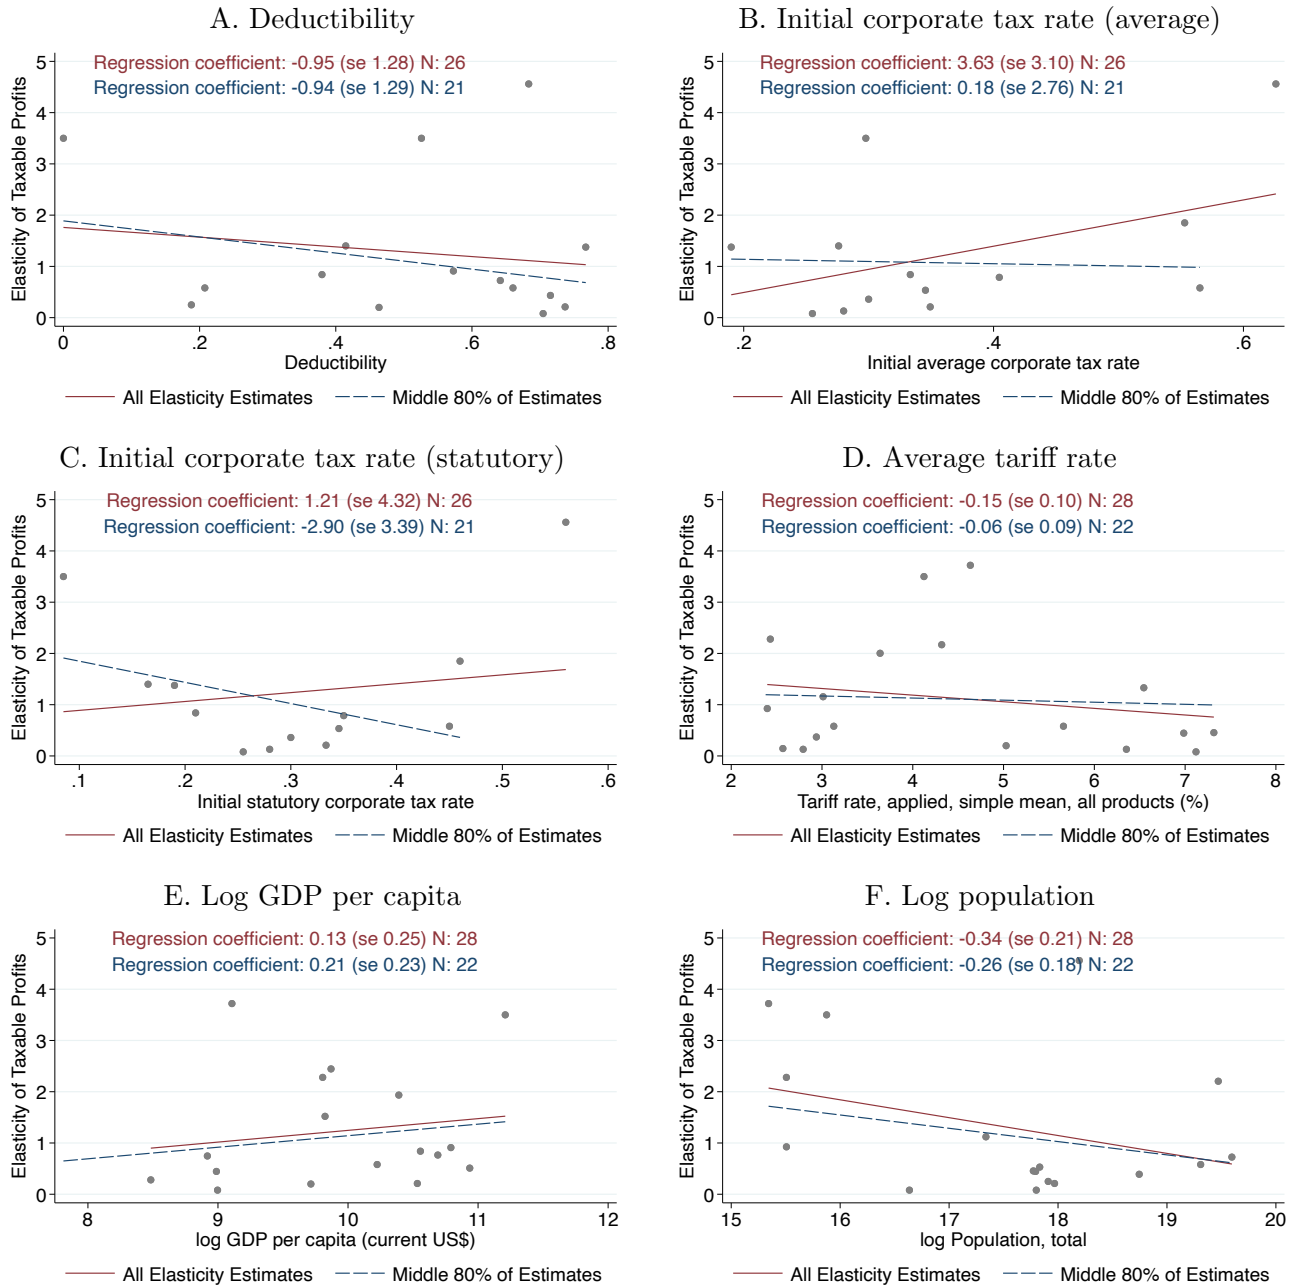 A. Deductibility
Regression coefficient: -0.95 (se 1.28) N: 26
Regression coefficient: -0.94 (se 1.29) N: 21
Elasticity of Taxable Profits
5
4
3
2
1
0
0 .2 .4 .6 .8
Deductibility
All Elasticity Estimates Middle 80% of Estimates
B. Initial corporate tax rate (average)
Regression coefficient: 3.63 (se 3.10) N: 26
Regression coefficient: 0.18 (se 2.76) N: 21
Elasticity of Taxable Profits
5
4
3
2
1
0
.2 .4 .6
Initial average corporate tax rate
All Elasticity Estimates Middle 80% of Estimates
C. Initial corporate tax rate (statutory)
Regression coefficient: 1.21 (se 4.32) N: 26
Regression coefficient: -2.90 (se 3.39) N: 21
Elasticity of Taxable Profits
5
4
3
2
1
0
.1 .2 .3 .4 .5 .6
Initial statutory corporate tax rate
All Elasticity Estimates Middle 80% of Estimates
D. Average tariff rate
Regression coefficient: -0.15 (se 0.10) N: 28
Regression coefficient: -0.06 (se 0.09) N: 22
Elasticity of Taxable Profits
5
4
3
2
1
0
2 3 4 5 6 7 8
Tariff rate, applied, simple mean, all products (%)
All Elasticity Estimates Middle 80% of Estimates
E. Log GDP per capita
Regression coefficient: 0.13 (se 0.25) N: 28
Regression coefficient: 0.21 (se 0.23) N: 22
Elasticity of Taxable Profits
5
4
3
2
1
0
8 9 10 11 12
log GDP per capita (current US$)
All Elasticity Estimates Middle 80% of Estimates
F. Log population
Regression coefficient: -0.34 (se 0.21) N: 28
Regression coefficient: -0.26 (se 0.18) N: 22
Elasticity of Taxable Profits
5
4
3
2
1
0
15 16 17 18 19 20
log Population, total
All Elasticity Estimates Middle 80% of Estimates